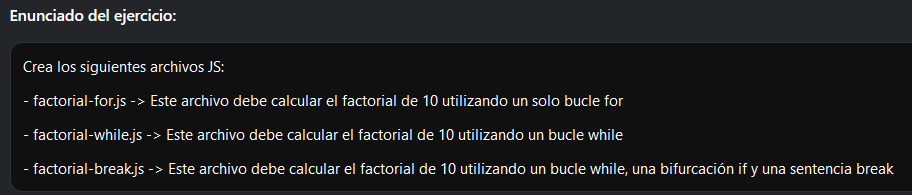 Enunciado del ejercicio:
Crea los siguientes archivos JS:
- factorial-for.js -> Este archivo debe calcular el factorial de 10 utilizando un solo bucle for
- factorial-while.js -> Este archivo debe calcular el factorial de 10 utilizando un bucle while
- factorial-break.js -> Este archivo debe calcular el factorial de 10 utilizando un bucle while, una bifurcación if y una sentencia break